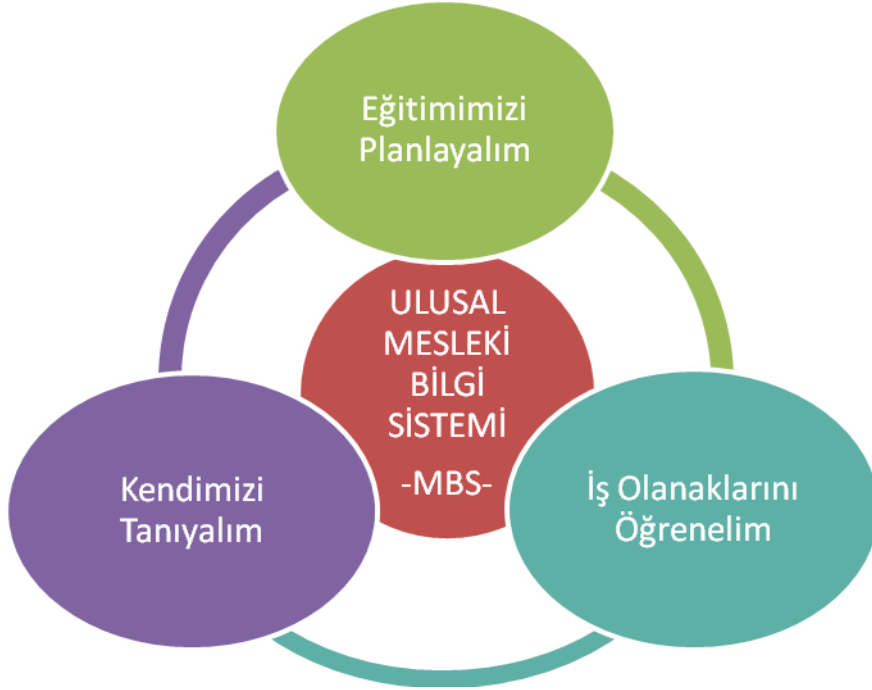 Eğitimimizi
Planlayalım
ULUSAL
MESLEKİ
BİLGİ
SİSTEMİ
-MBS-
Kendimizi
Tanıyalım
İş Olanaklarını
Öğrenelim